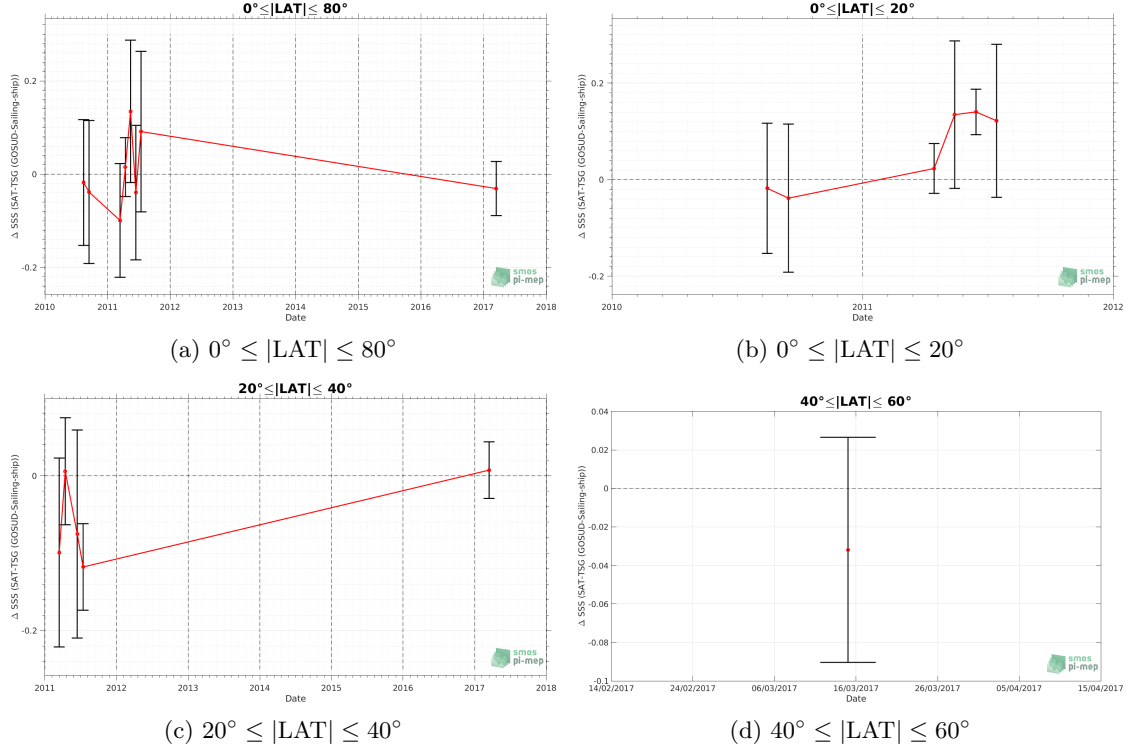 0°≤|LAT|≤ 80°
Δ SSS (SAT-TSG (GOSUD-Sailing-ship))
0.2
0
-0.2
2010 2011 2012 2013 2014 2015 2016 2017 2018
Date
smos
pi-mep
(a) 0° ≤ |LAT| ≤ 80°
0°≤|LAT|≤ 20°
Δ SSS (SAT-TSG (GOSUD-Sailing-ship))
0.2
0
-0.2
2010 2011 2012
Date
smos
pi-mep
(b) 0° ≤ |LAT| ≤ 20°
20°≤|LAT|≤ 40°
Δ SSS (SAT-TSG (GOSUD-Sailing-ship))
0
-0.2
2011 2012 2013 2014 2015 2016 2017 2018
Date
smos
pi-mep
(c) 20° ≤ |LAT| ≤ 40°
40°≤|LAT|≤ 60°
Δ SSS (SAT-TSG (GOSUD-Sailing-ship))
0.04
0.02
0
-0.02
-0.04
-0.06
-0.08
-0.1
14/02/2017 24/02/2017 06/03/2017 16/03/2017 26/03/2017 05/04/2017 15/04/2017
Date
smos
pi-mep
(d) 40° ≤ |LAT| ≤ 60°